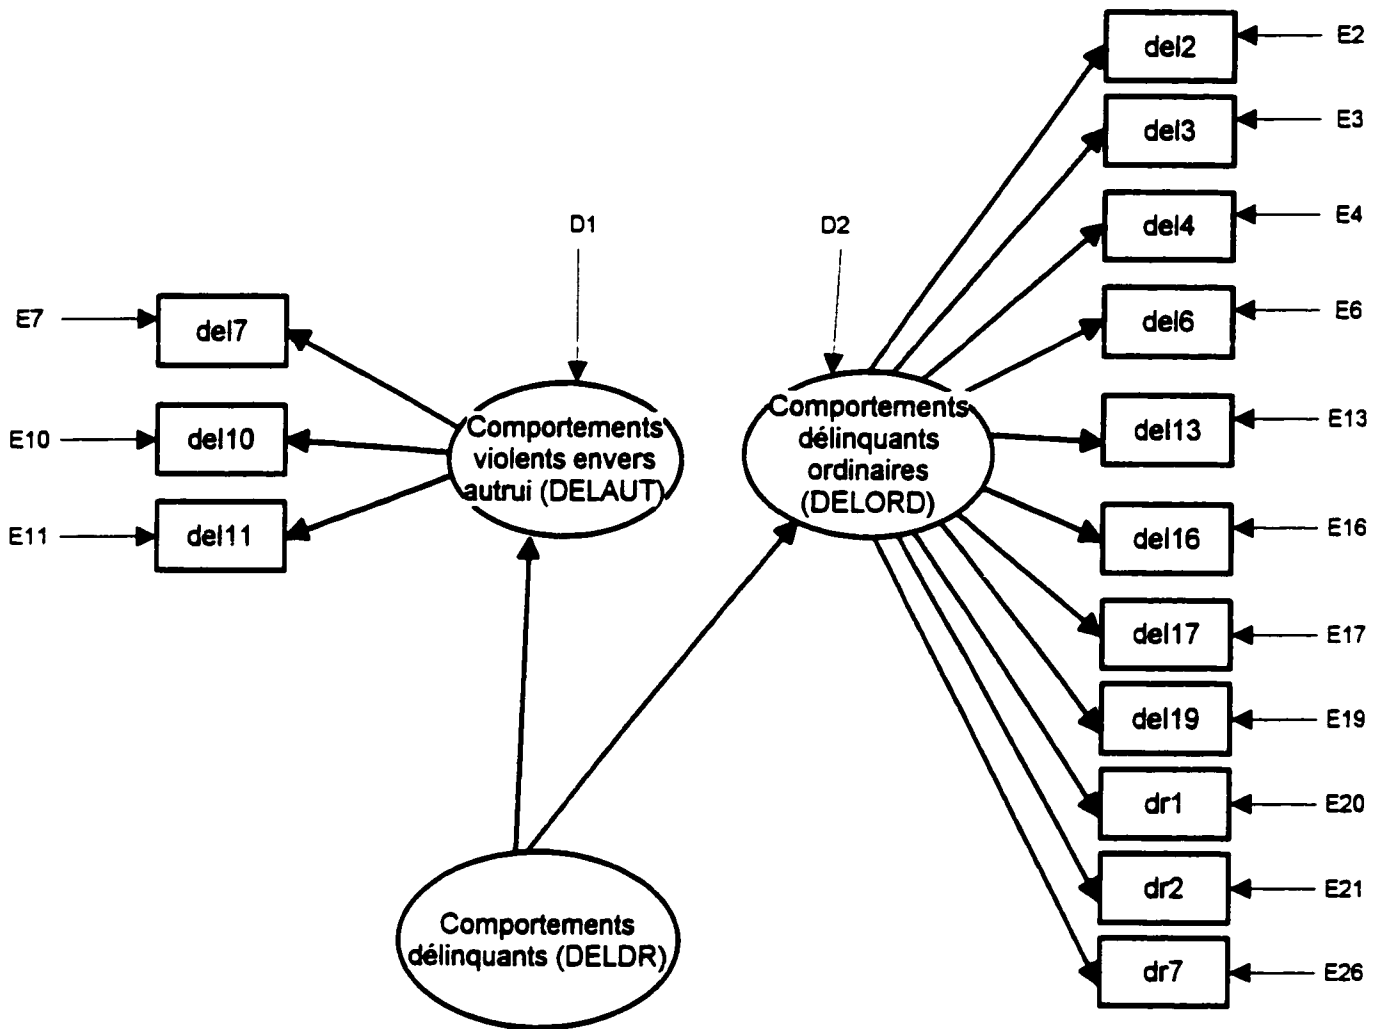 del2
E2
del3
E3
del4
E4
D1
D2
del6
E6
E7
del7
Comportements
violents envers
autrui (DELAUT)
Comportements
délinquants
ordinaires
(DELORD)
del13
E13
E10
del10
E11
del11
del16
E16
del17
E17
del19
E19
dr1
E20
dr2
E21
Comportements
délinquants (DELDR)
dr7
E26